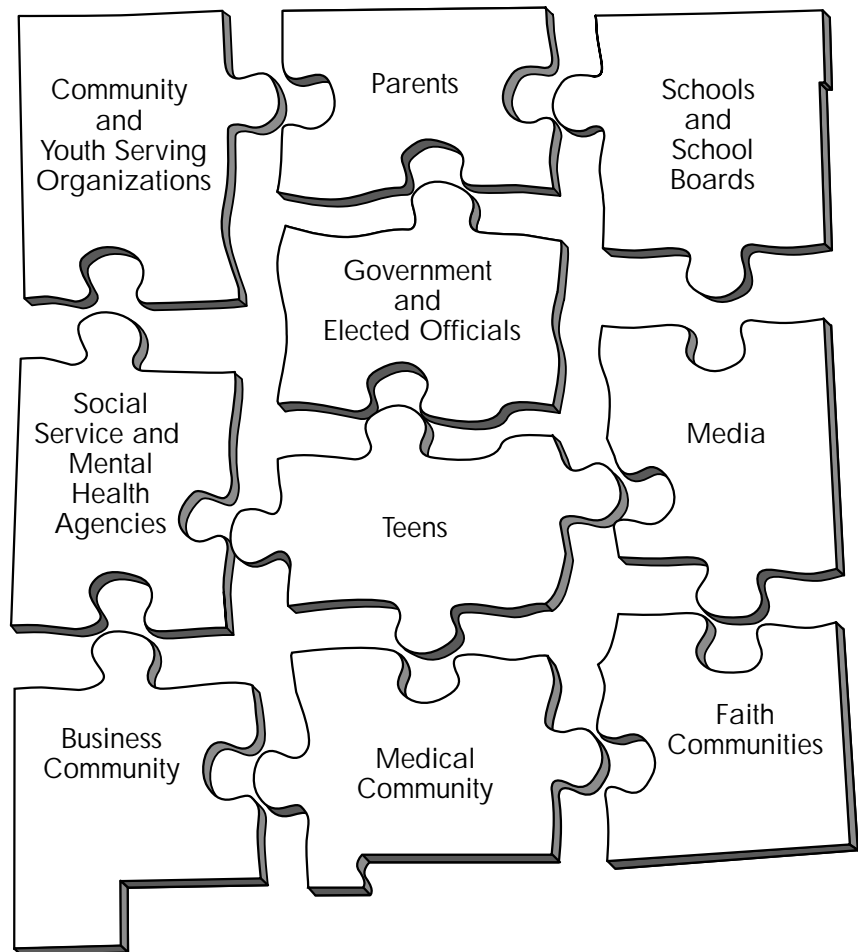 Community
and
Youth Serving
Organizations
Parents
Schools
and
School
Boards
Government
and
Elected Officials
Social
Service and
Mental
Health
Agencies
Teens
Media
Business
Community
Medical
Community
Faith
Communities